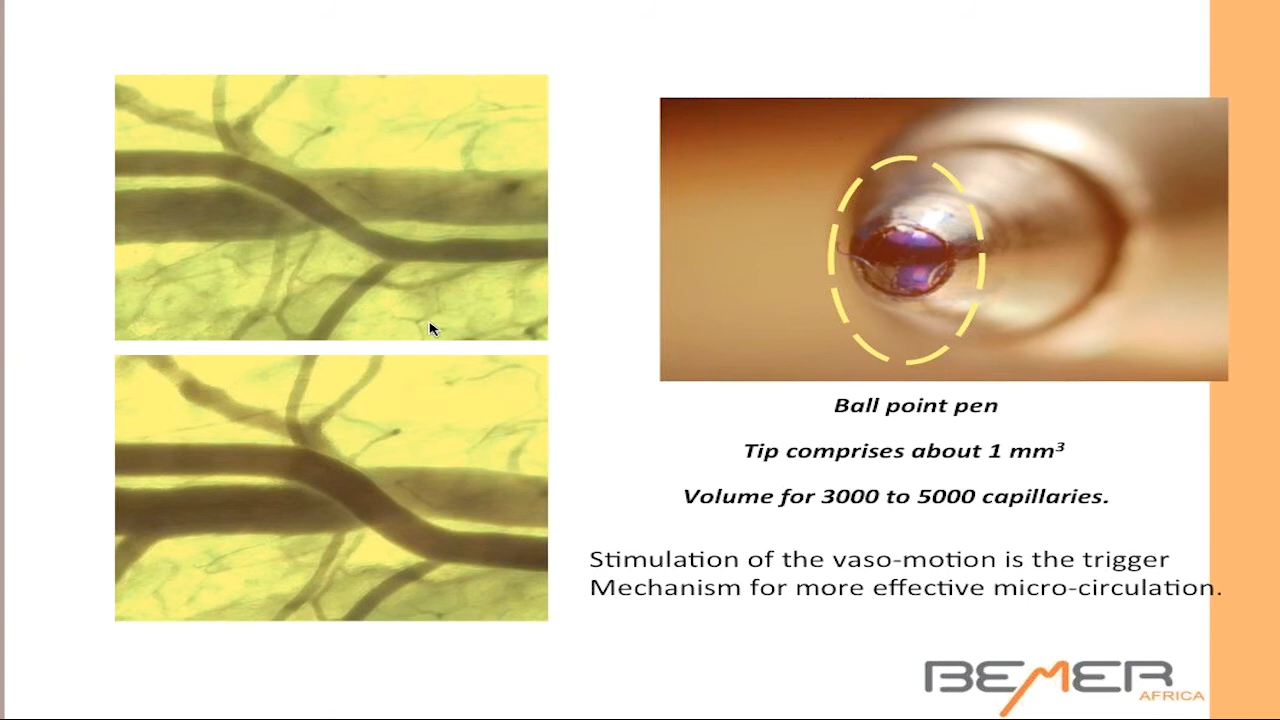 Ball point pen
Tip comprises about 1 mm³
Volume for 3000 to 5000 capillaries.
Stimulation of the vaso-motion is the trigger
Mechanism for more effective micro-circulation.
BEMER
AFRICA